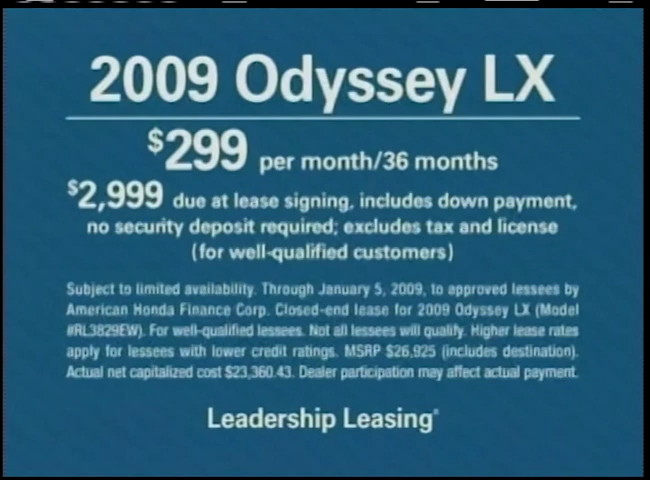 2009 Odyssey LX
$299 per month/36 months
$2,999 due at lease signing, includes down payment,
no security deposit required; excludes tax and license
(for well-qualified customers)
Subject to limited availability. Through January 5, 2009, to approved lessees by
American Honda Finance Corp. Closed-end lease for 2009 Odyssey LX (Model
#RL3829EW). For well-qualified lessees. Not all lessees will qualify. Higher lease rates
apply for lessees with lower credit ratings. MSRP $26,925 (includes destination).
Actual net capitalized cost $23,360.43. Dealer participation may affect actual payment.
Leadership Leasing®